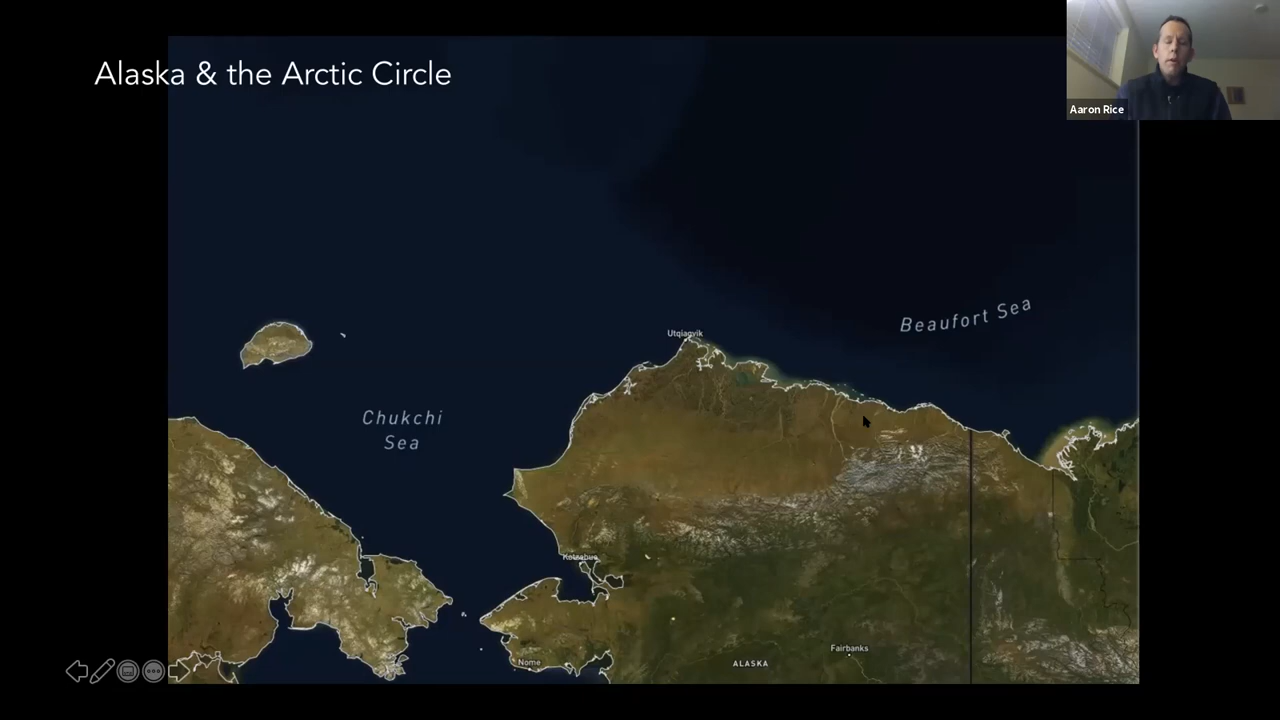 Alaska & the Arctic Circle
Aaron Rice
Beaufort Sea
Utqiagvik
Chukchi
Sea
Kotzebue
Nome
ALASKA
Fairbanks